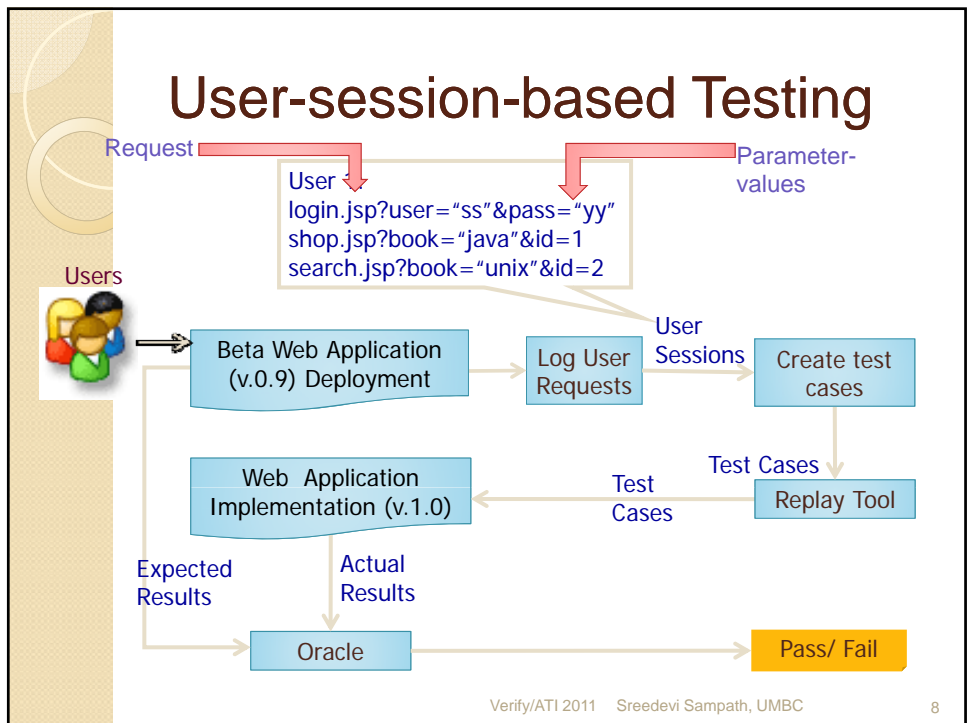 User-session-based Testing
Request
Parameter-
values
User 1:
login.jsp?user="ss"&pass="yy"
shop.jsp?book="java"&id=1
search.jsp?book="unix"&id=2
Users
Beta Web Application
(v.0.9) Deployment
Log User
Requests
User
Sessions
Create test
cases
Test Cases
Replay Tool
Test
Cases
Web Application
Implementation (v.1.0)
Expected
Results
Actual
Results
Oracle
Pass/ Fail
Verify/ATI 2011 Sreedevi Sampath, UMBC
8